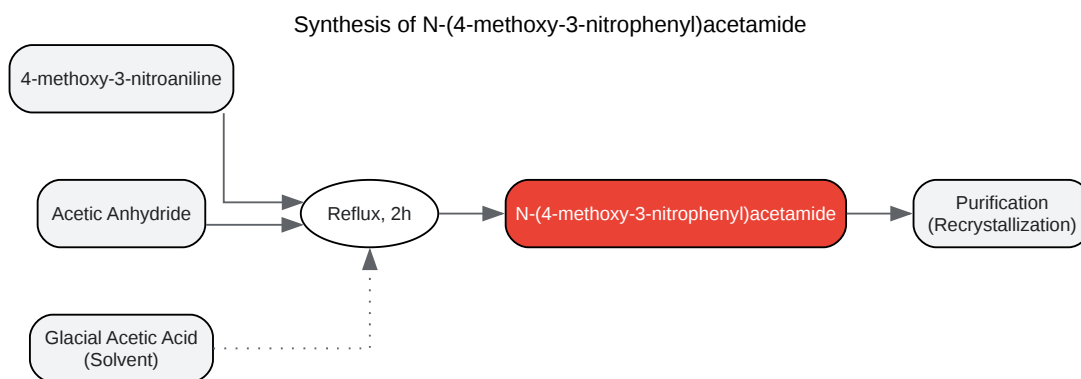 Synthesis of N-(4-methoxy-3-nitrophenyl)acetamide
4-methoxy-3-nitroaniline
Acetic Anhydride
Reflux, 2h
N-(4-methoxy-3-nitrophenyl)acetamide
Purification
(Recrystallization)
Glacial Acetic Acid
(Solvent)